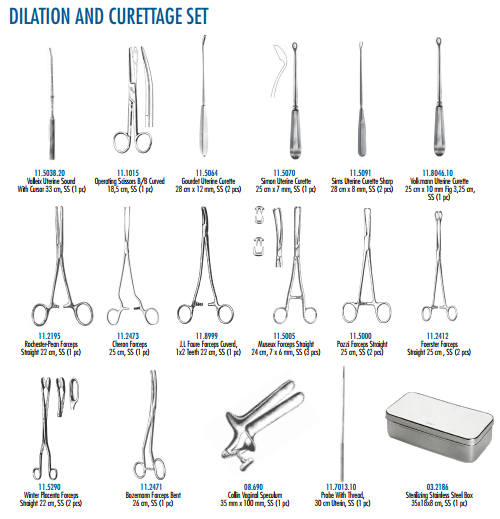 DILATION AND CURETTAGE SET
11.5038.20
Valleix Uterine Sound
With Cursor 33 cm, SS (1 pc)
11.1015
Operating Scissors B/B Curved
18,5 cm, SS (1 pc)
11.5064
Gourdet Uterine Curette
28 cm x 12 mm, SS (2 pcs)
11.5070
Simon Uterine Curette
25 cm x 7 mm, SS (1 pc)
11.5091
Sims Uterine Curette Sharp
28 cm x 8 mm, SS (2 pcs)
11.8046.10
Volkmann Uterine Curette
25 cm x 10 mm Fig 3,25 cm,
SS (1 pc)
11.2195
Rochester-Pean Forceps
Straight 22 cm, SS (1 pc)
11.2473
Cheron Forceps
25 cm, SS (1 pc)
11.8999
J.L Faure Forceps Cuverd,
1x2 Teeth 22 cm, SS (1 pc)
11.5005
Museux Forceps Straight
24 cm, 7 x 6 mm, SS (3 pcs)
11.5000
Pozzi Forceps Straight
25 cm, SS (2 pcs)
11.2412
Foerster Forceps
Straight 25 cm, SS (2 pcs)
11.5290
Winter Placenta Forceps
Straight 22 cm, SS (2 pcs)
11.2471
Bozemann Forceps Bent
26 cm, SS (1 pc)
08.690
Collin Vaginal Speculum
35 mm x 100 mm, SS (1 pc)
11.7013.10
Probe With Thread,
30 cm Utein, SS (1 pc)
03.2186
Sterilizing Stainless Steel Box
35x18x8 cm, SS (1 pc)